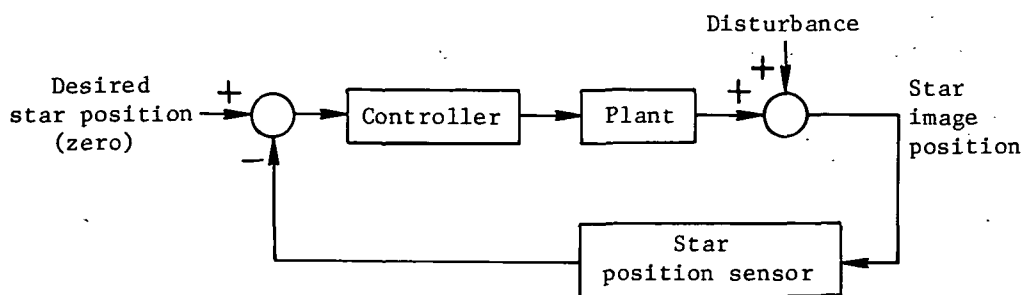 Disturbance
Desired
star position
(zero)
+
−
Controller
Plant
+
+
Star
image
position
Star
position sensor